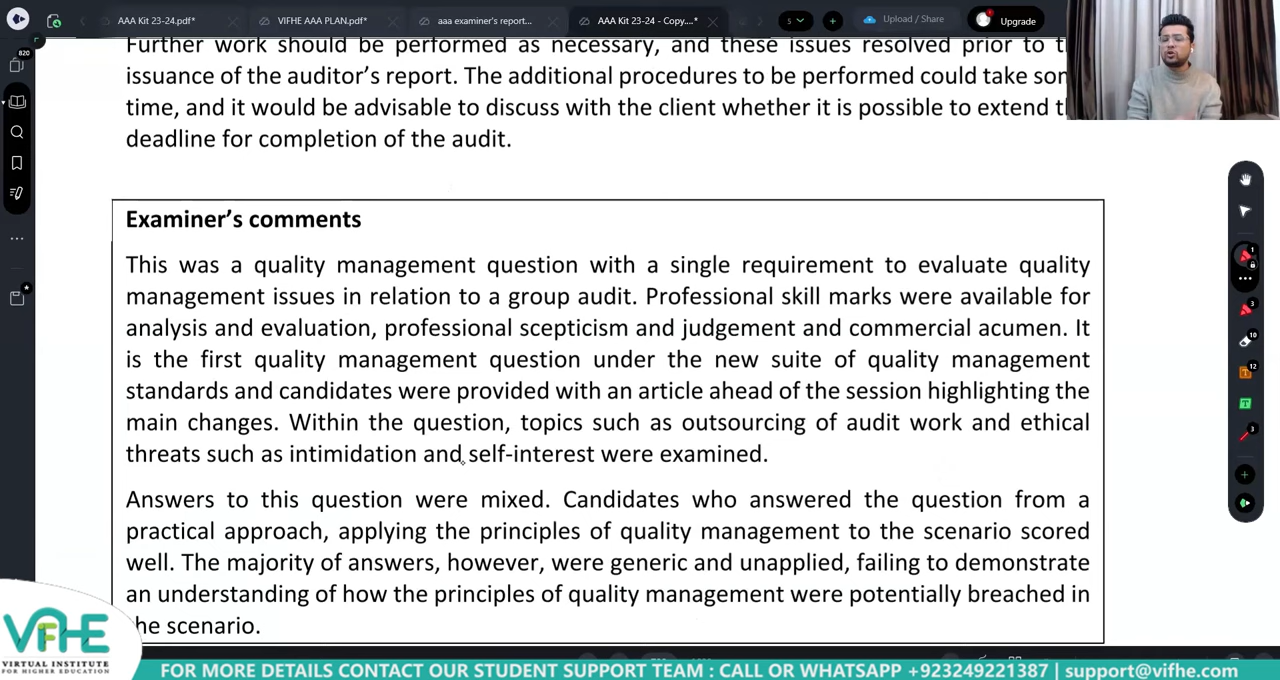 AAA Kit 23-24.pdf*
VIFHE AAA PLAN.pdf*
aaa examiner's report...
AAA Kit 23-24 - Copy....*
5
Upload / Share
Upgrade
820
Further work should be performed as necessary, and these issues resolved prior to
issuance of the auditor's report. The additional procedures to be performed could take
time, and it would be advisable to discuss with the client whether it is possible to extend
deadline for completion of the audit.
Examiner's comments
This was a quality management question with a single requirement to evaluate quality
management issues in relation to a group audit. Professional skill marks were available for
analysis and evaluation, professional scepticism and judgement and commercial acumen. It
is the first quality management question under the new suite of quality management
standards and candidates were provided with an article ahead of the session highlighting the
main changes. Within the question, topics such as outsourcing of audit work and ethical
threats such as intimidation and self-interest were examined.
Answers to this question were mixed. Candidates who answered the question from a
practical approach, applying the principles of quality management to the scenario scored
well. The majority of answers, however, were generic and unapplied, failing to demonstrate
an understanding of how the principles of quality management were potentially breached in
the scenario.
1
3
10
12
3
VIFHE
VIRTUAL INSTITUTE
FOR HIGHER EDUCATION
FOR MORE DETAILS CONTACT OUR STUDENT SUPPORT TEAM : CALL OR WHATSAPP +923249221387 | support@vifhe.com